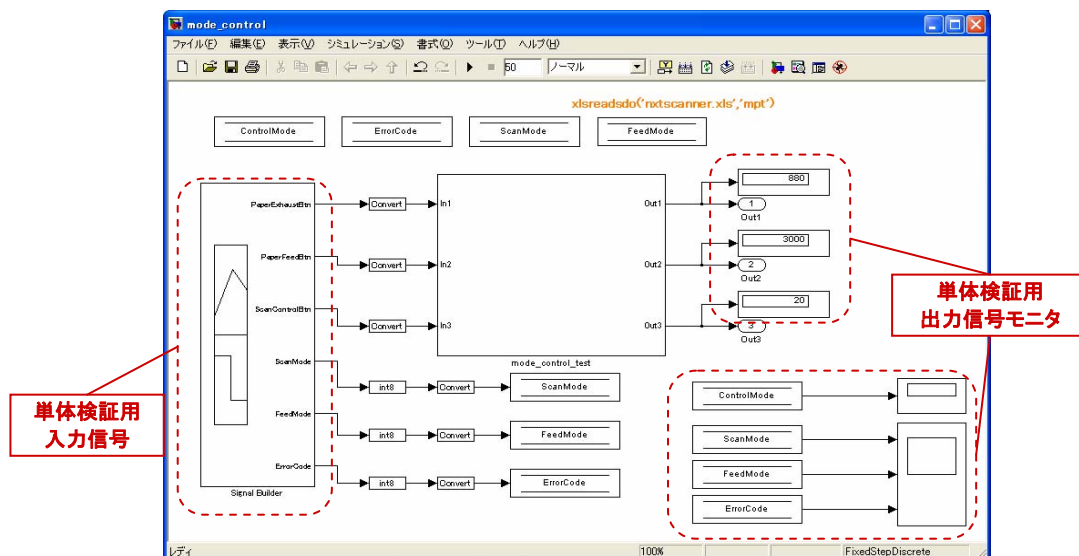 mode_control
ファイル(F) 編集(E) 表示(V) シミュレーション(S) 書式(O) ツール(T) ヘルプ(H)
50 ノーマル
xlsreadsdo('nxtscanner.xls','mpt')
ControlMode
ErrorCode
ScanMode
FeedMode
PaperExhaustBtn
Convert
In1
Out1
880
1
Out1
PaperFeedBtn
Convert
In2
Out2
3000
2
Out2
ScanControlBtn
Convert
In3
Out3
20
3
Out3
mode_control_test
ScanMode
int8
Convert
ScanMode
FeedMode
int8
Convert
FeedMode
ErrorCode
int8
Convert
ErrorCode
Signal Builder
ControlMode
ScanMode
FeedMode
ErrorCode
単体検証用
入力信号
単体検証用
出力信号モニタ
レディ
100%
FixedStepDiscrete